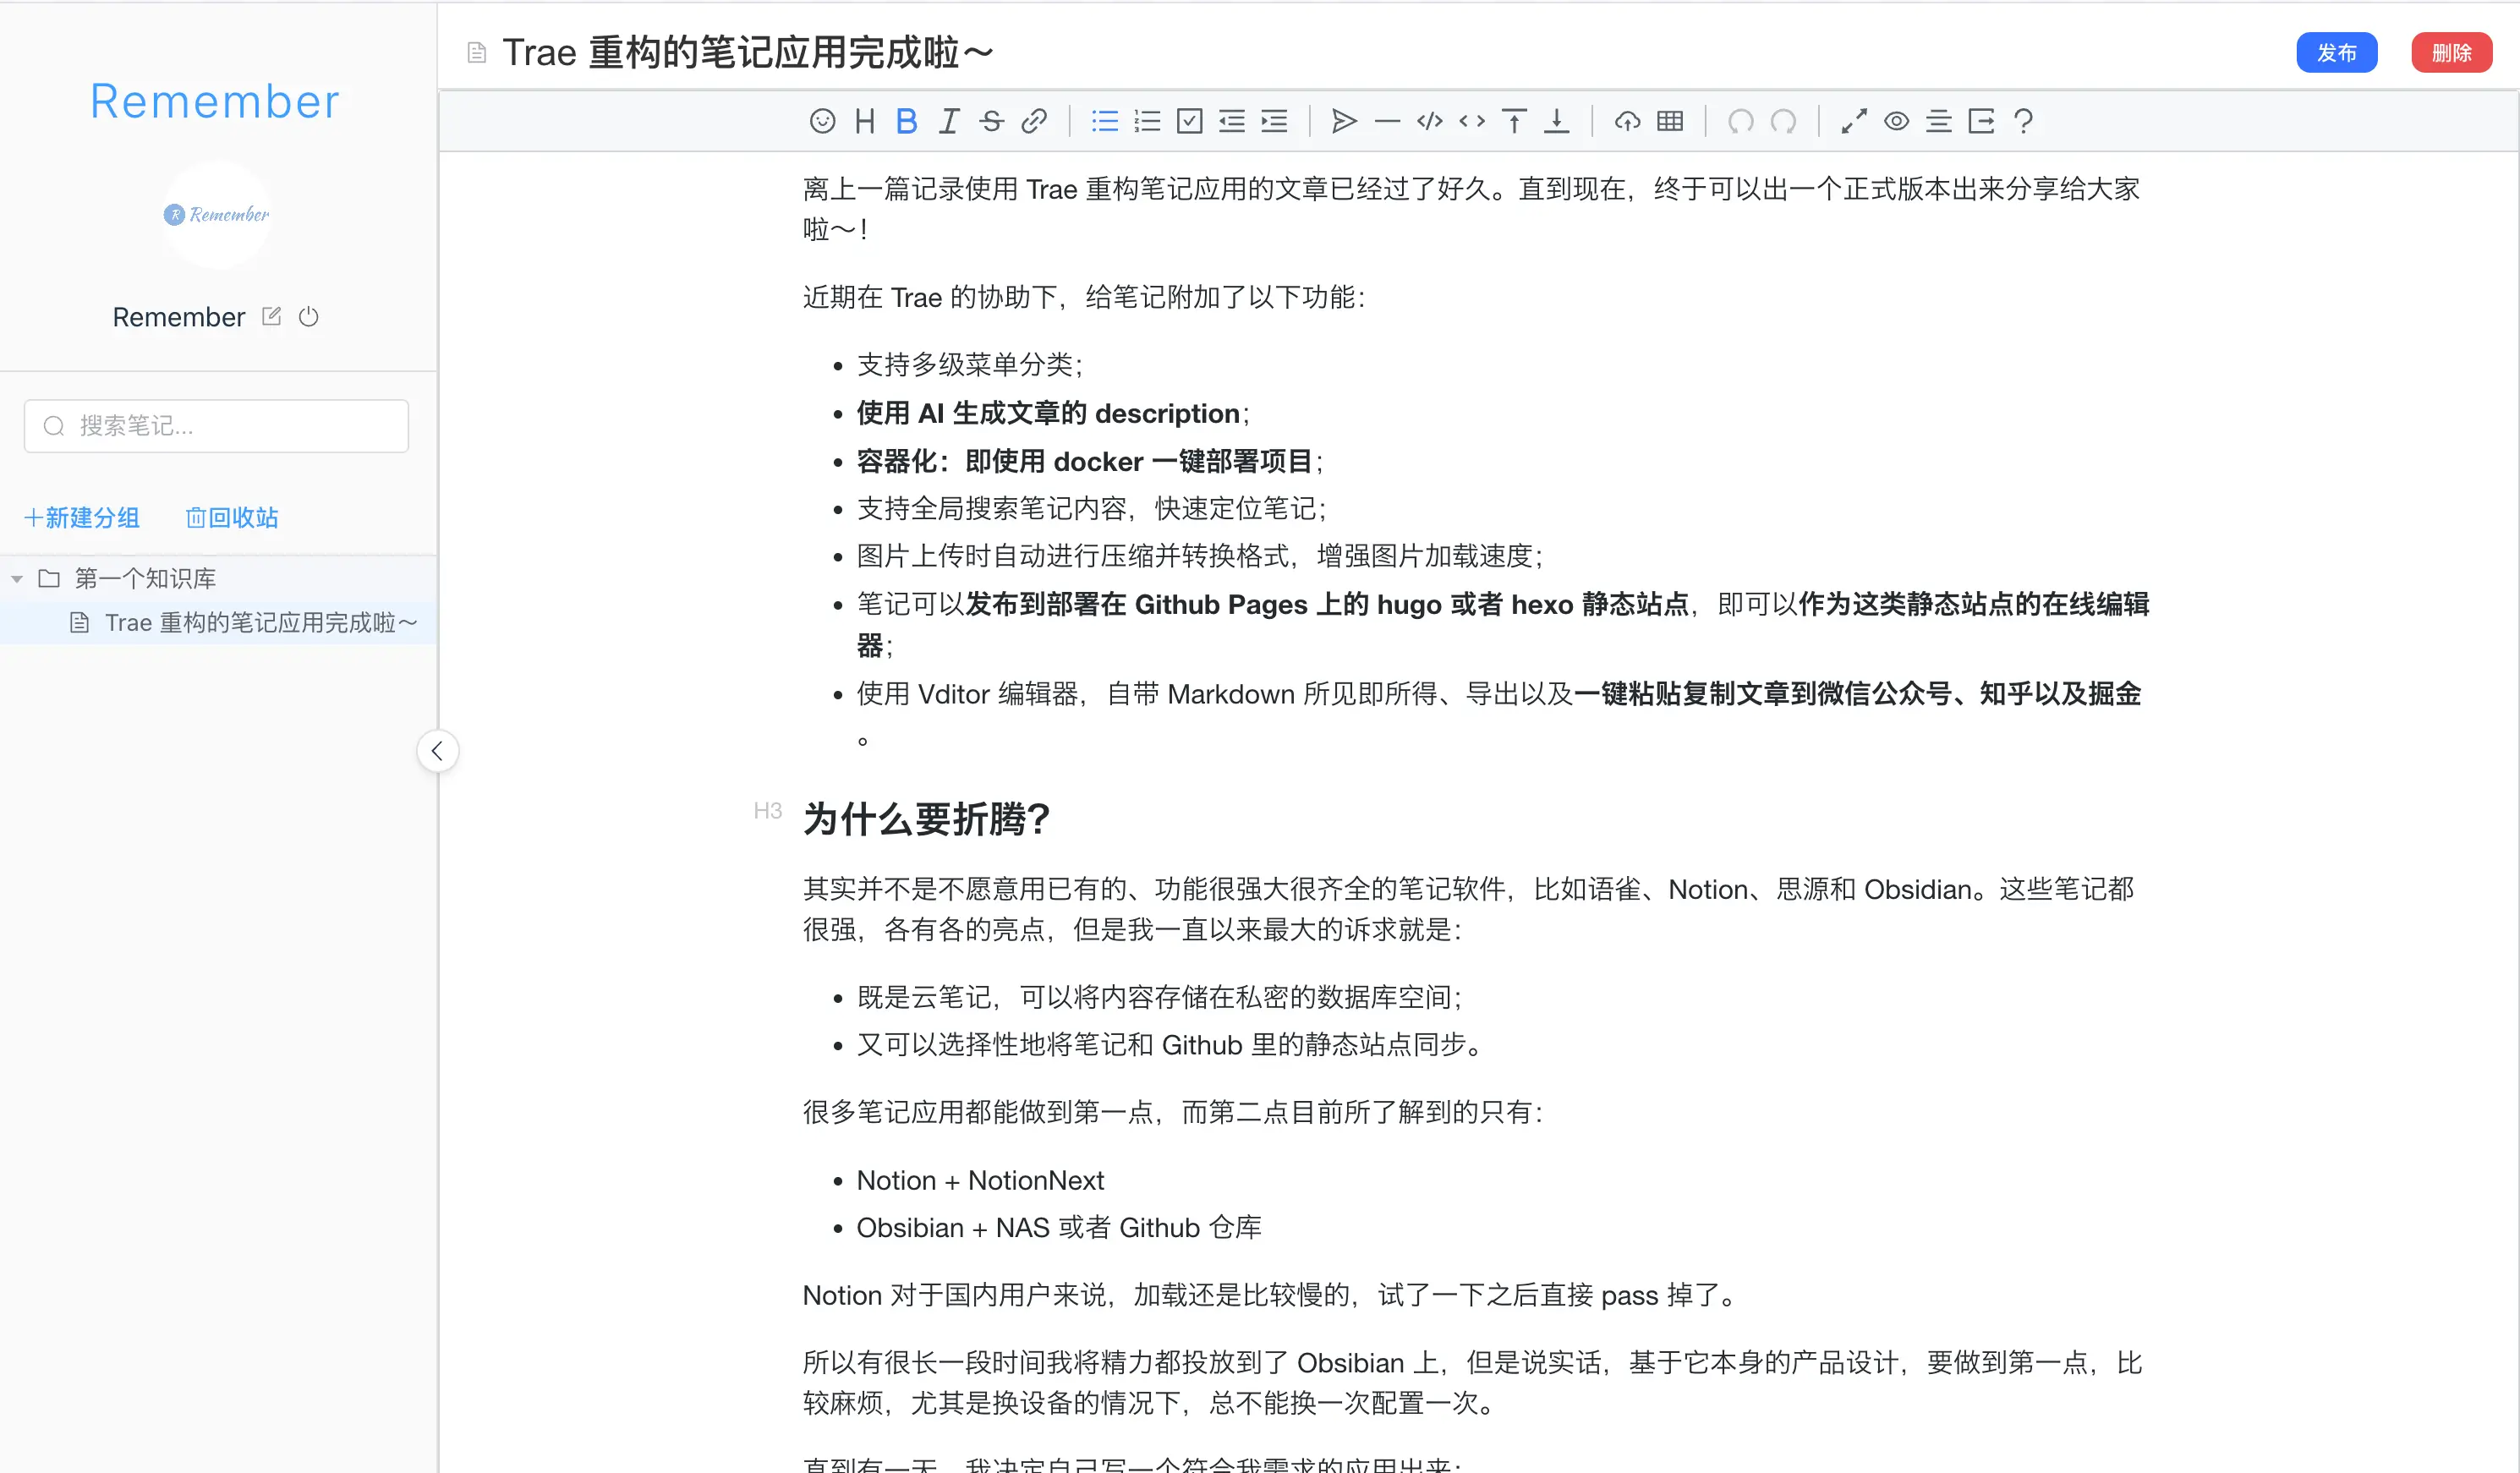 Remember
Remember
Remember
搜索笔记...
新建分组
回收站
第一个知识库
Trae 重构的笔记应用完成啦～
Trae 重构的笔记应用完成啦～
发布
删除
离上一篇记录使用 Trae 重构笔记应用的文章已经过了好久。直到现在，终于可以出一个正式版本出来分享给大家
啦～！
近期在 Trae 的协助下，给笔记附加了以下功能：
支持多级菜单分类；
使用 AI 生成文章的 description；
容器化：即使用 docker 一键部署项目；
支持全局搜索笔记内容，快速定位笔记；
图片上传时自动进行压缩并转换格式，增强图片加载速度；
笔记可以发布到部署在 Github Pages 上的 hugo 或者 hexo 静态站点，即可以作为这类静态站点的在线编辑
器；
使用 Vditor 编辑器，自带 Markdown 所见即所得、导出以及一键粘贴复制文章到微信公众号、知乎以及掘金
。
H3 为什么要折腾？
其实并不是不愿意用已有的、功能很强大很齐全的笔记软件，比如语雀、Notion、思源和 Obsidian。这些笔记都
很强，各有各的亮点，但是我一直以来最大的诉求就是：
既是云笔记，可以将内容存储在私密的数据库空间；
又可以选择性地将笔记和 Github 里的静态站点同步。
很多笔记应用都能做到第一点，而第二点目前所了解到的只有：
Notion + NotionNext
Obsibian + NAS 或者 Github 仓库
Notion 对于国内用户来说，加载还是比较慢的，试了一下之后直接 pass 掉了。
所以有很长一段时间我将精力都投放到了 Obsibian 上，但是说实话，基于它本身的产品设计，要做到第一点，比
较麻烦，尤其是换设备的情况下，总不能换一次配置一次。
直到有一天，我决定自己写一个符合我需求的应用出来：